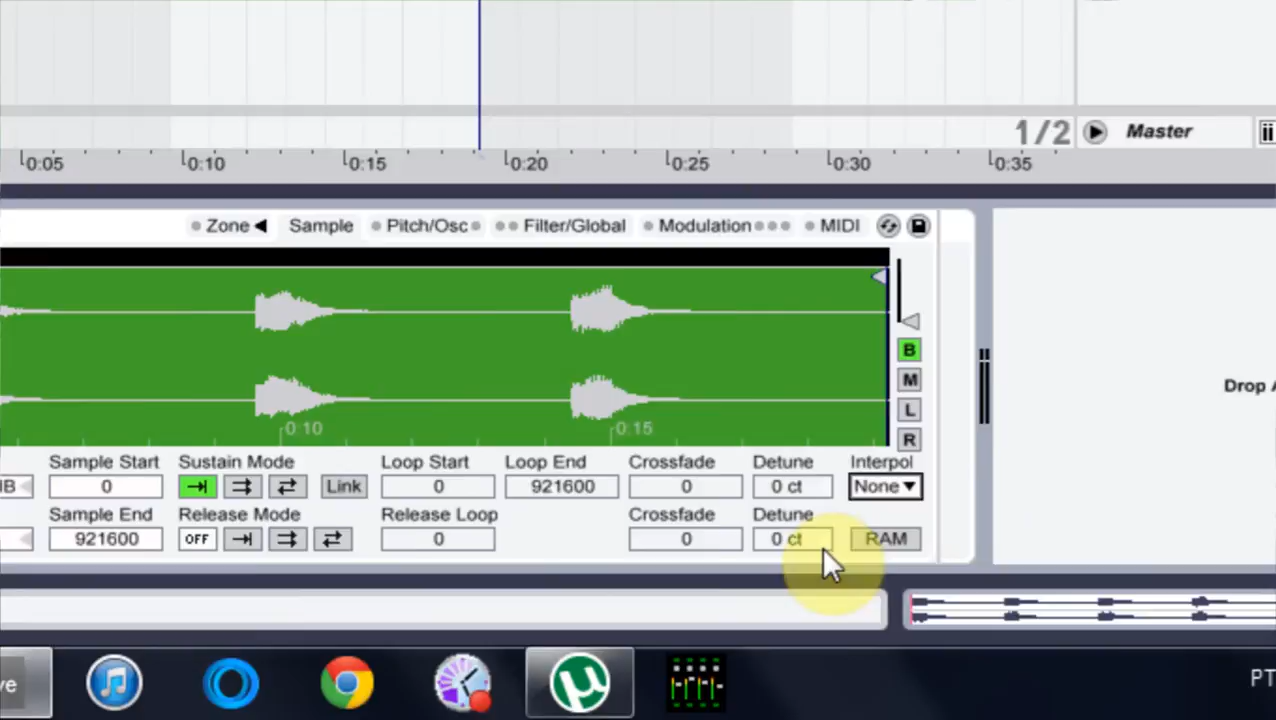 1/2 Master
0:05 0:10 0:15 0:20 0:25 0:30 0:35
Zone Sample Pitch/Osc Filter/Global Modulation MIDI
B
M
Drop A
L
0:10 0:15
R
Sample Start Sustain Mode Loop Start Loop End Crossfade Detune Interpol
IB 0 Link 0 921600 0 0 ct None
Sample End Release Mode Release Loop Crossfade Detune
921600 OFF 0 0 0 ct RAM
ve
PT